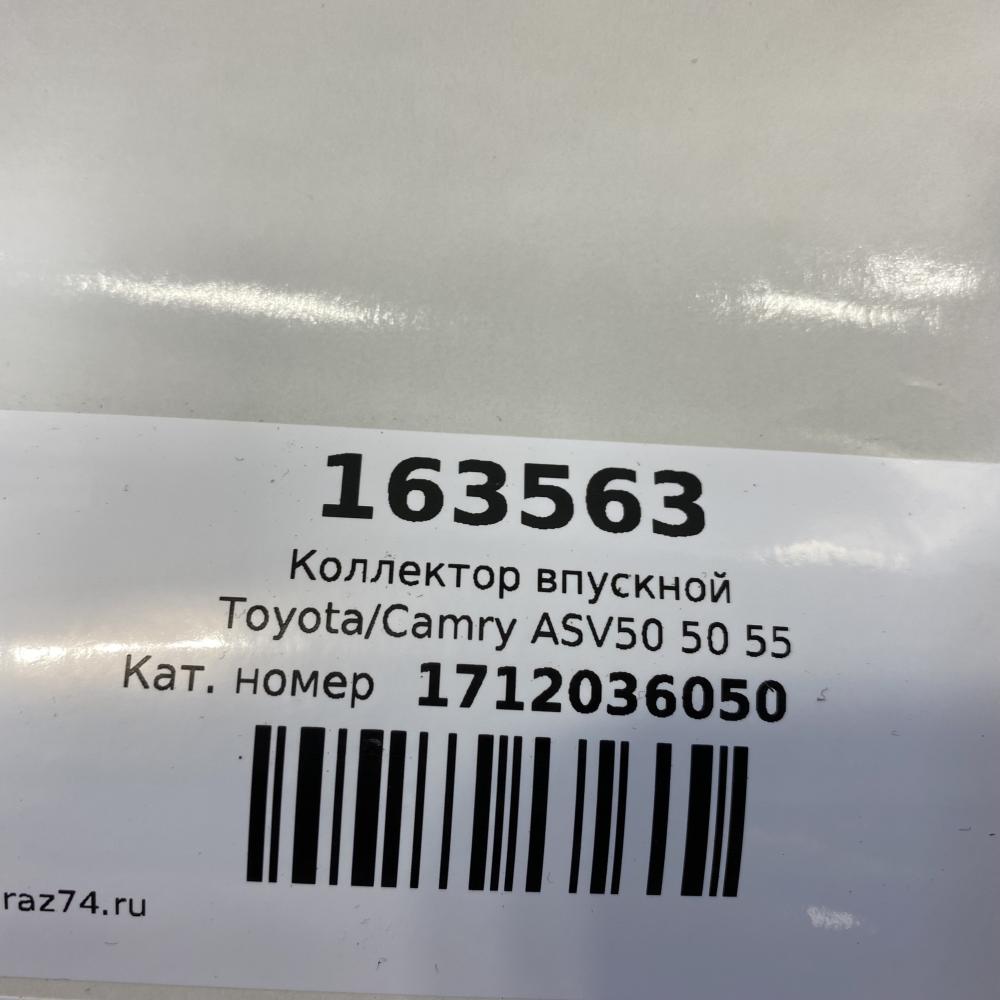 163563
Коллектор впускной
Toyota/Camry ASV50 50 55
Кат. номер 1712036050
raz74.ru